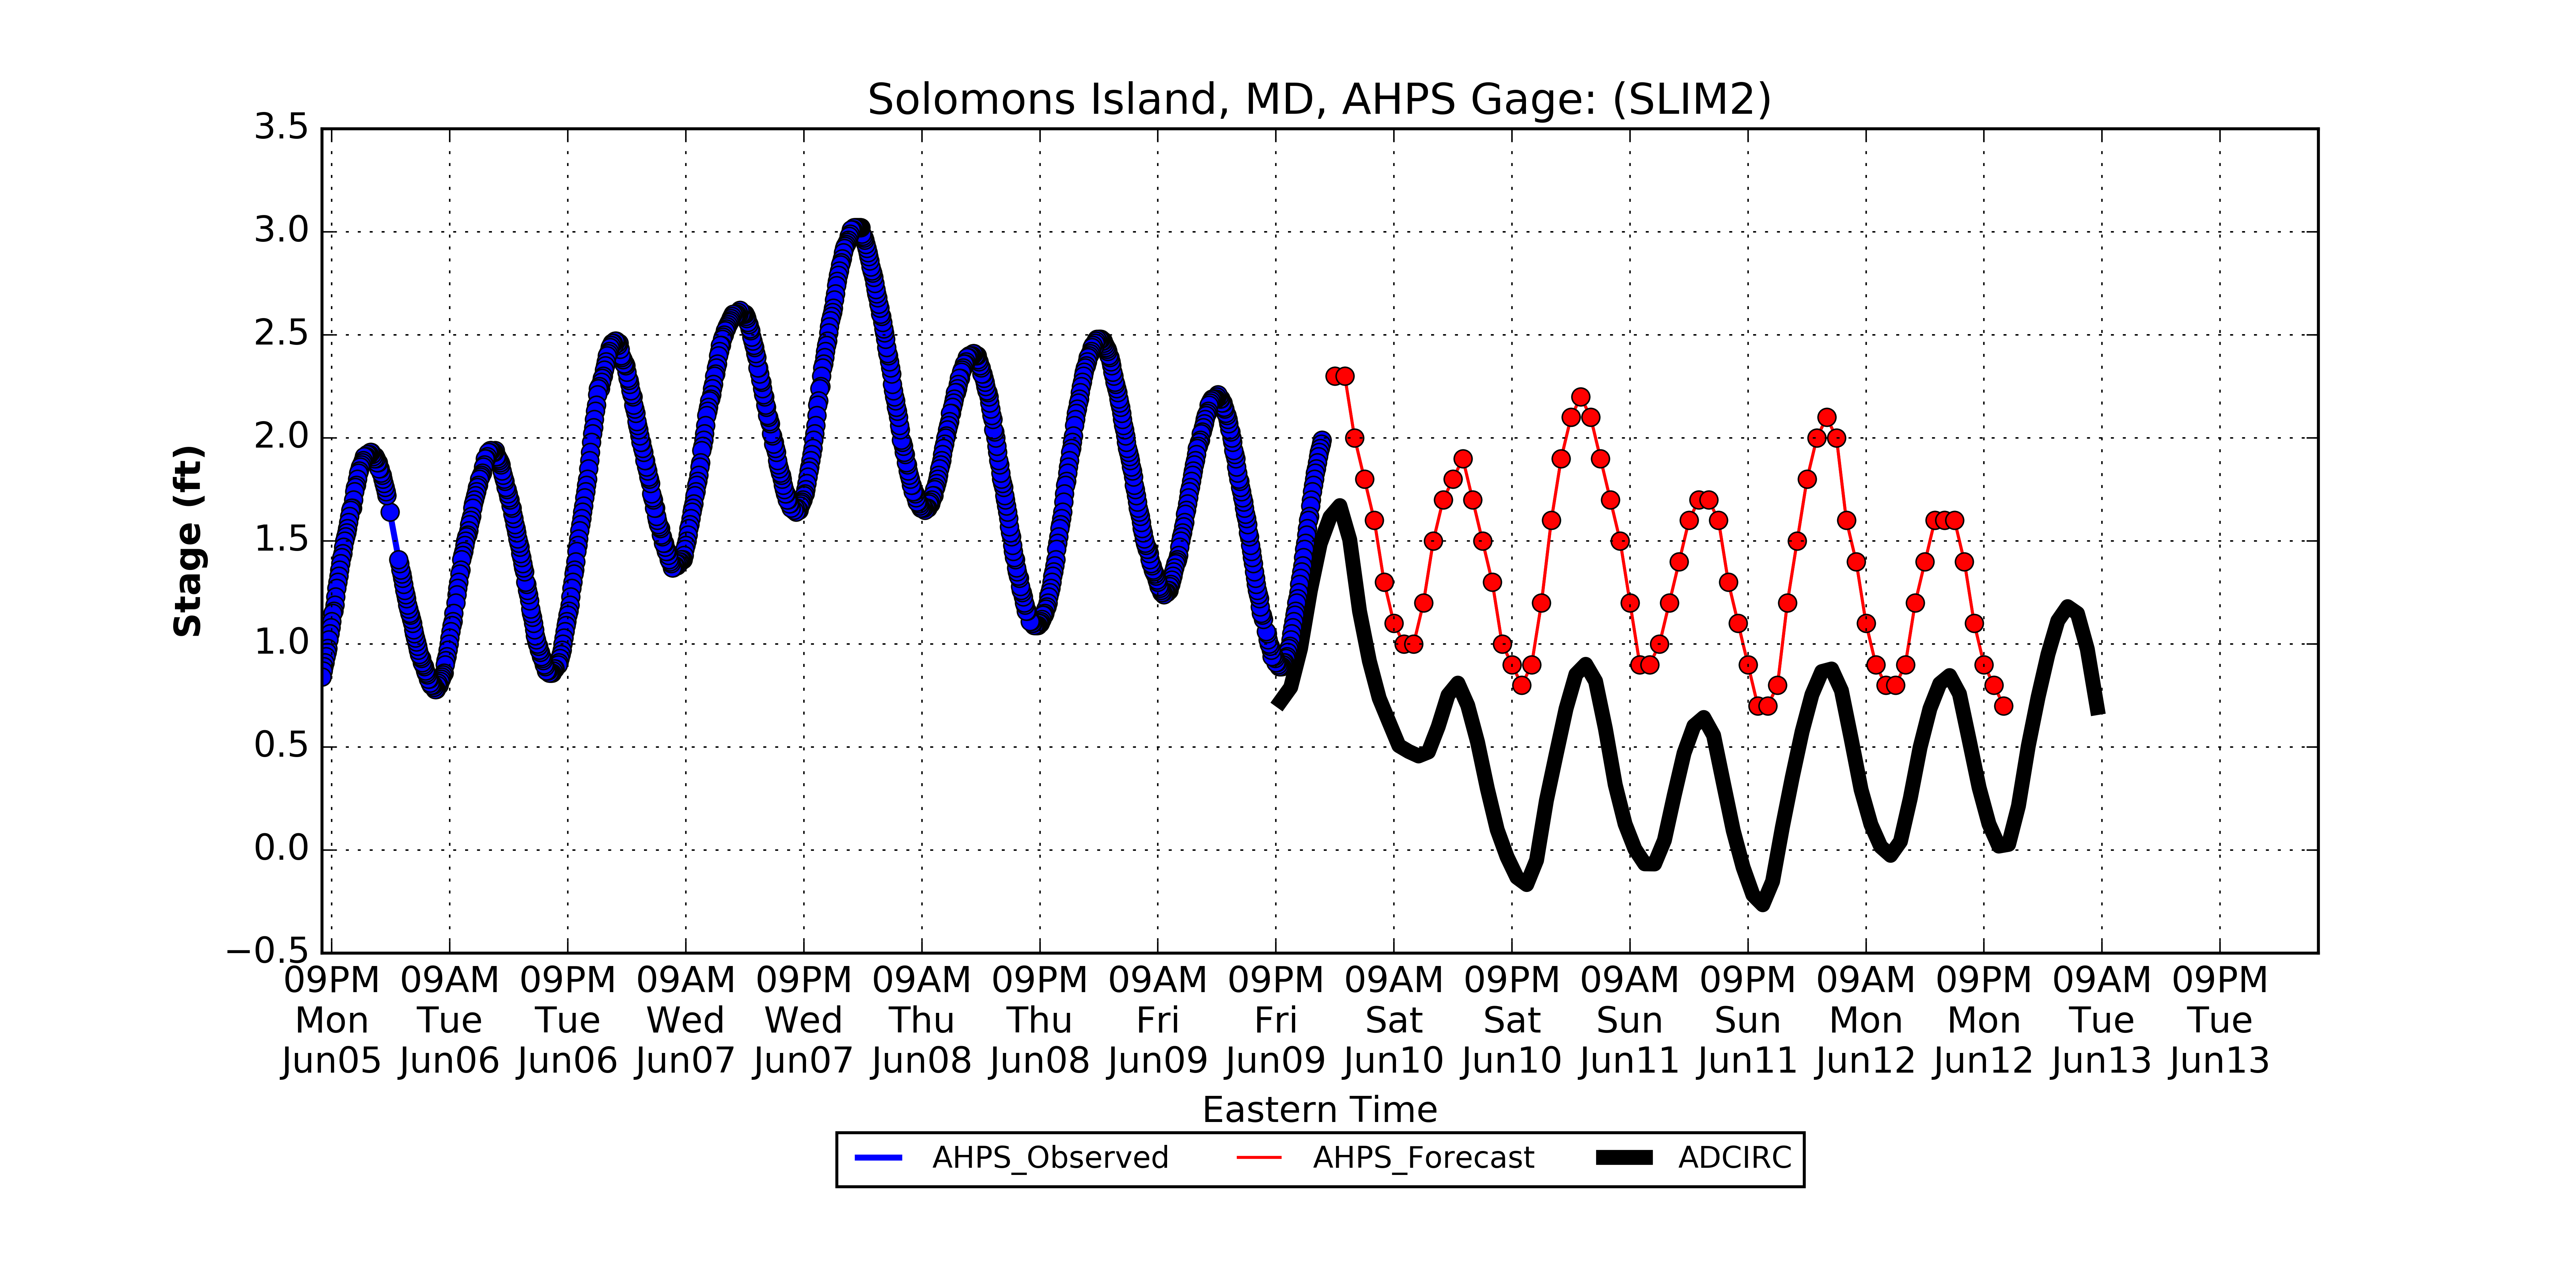 Solomons Island, MD, AHPS Gage: (SLIM2)
3.5
3.0
2.5
2.0
1.5
1.0
0.5
0.0
−0.5
Stage (ft)
09PM 09AM 09PM 09AM 09PM 09AM 09PM 09AM 09PM 09AM 09PM 09AM 09PM 09AM 09PM 09AM 09PM
Mon Tue Tue Wed Wed Thu Thu Fri Fri Sat Sat Sun Sun Mon Mon Tue Tue
Jun05 Jun06 Jun06 Jun07 Jun07 Jun08 Jun08 Jun09 Jun09 Jun10 Jun10 Jun11 Jun11 Jun12 Jun12 Jun13 Jun13
Eastern Time
AHPS_Observed AHPS_Forecast ADCIRC